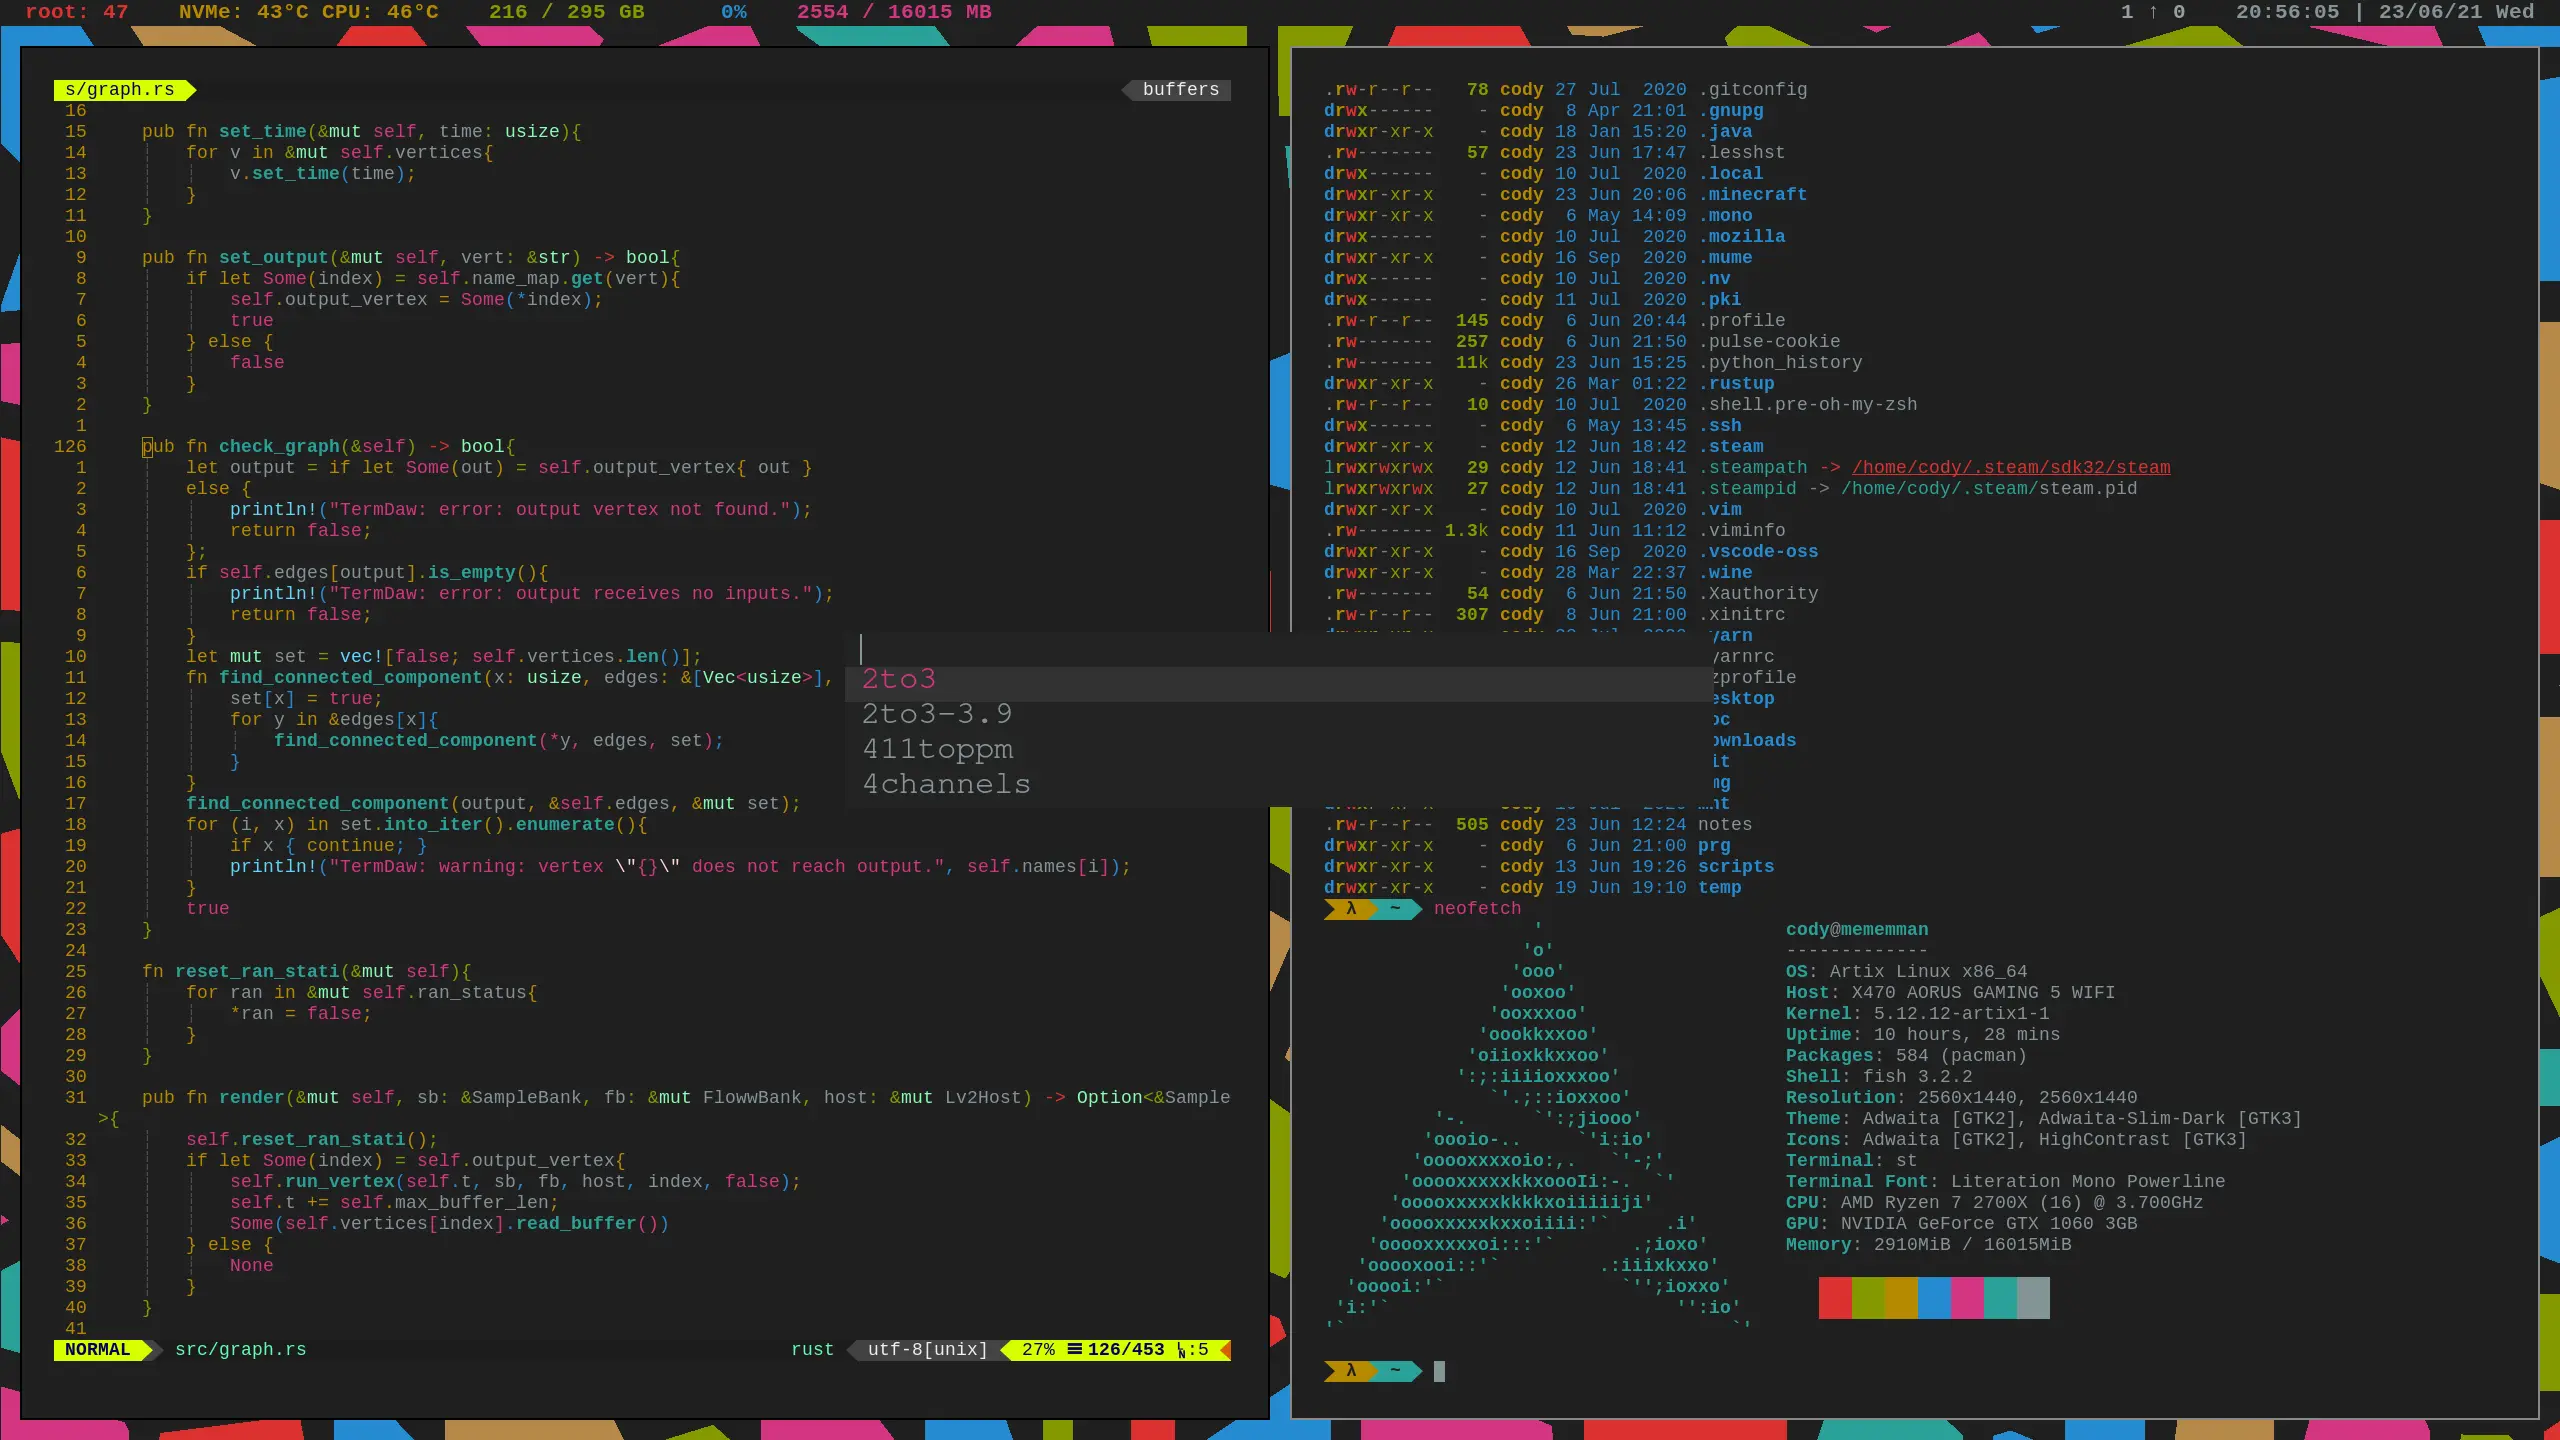 root: 47 NVMe: 43°C CPU: 46°C 216 / 295 GB 0% 2554 / 16015 MB 1 ↑ 0 20:56:05 | 23/06/21 Wed
s/graph.rs buffers
16
15 pub fn set_time(&mut self, time: usize){
14 for v in &mut self.vertices{
13 v.set_time(time);
12 }
11 }
10
9 pub fn set_output(&mut self, vert: &str) -> bool{
8 if let Some(index) = self.name_map.get(vert){
7 self.output_vertex = Some(*index);
6 true
5 } else {
4 false
3 }
2 }
1
126 pub fn check_graph(&self) -> bool{
1 let output = if let Some(out) = self.output_vertex{ out }
2 else {
3 println!("TermDaw: error: output vertex not found.");
4 return false;
5 };
6 if self.edges[output].is_empty(){
7 println!("TermDaw: error: output receives no inputs.");
8 return false;
9 }
10 let mut set = vec![false; self.vertices.len()];
11 fn find_connected_component(x: usize, edges: &[Vec<usize>],
12 set[x] = true;
13 for y in &edges[x]{
14 find_connected_component(*y, edges, set);
15 }
16 }
17 find_connected_component(output, &self.edges, &mut set);
18 for (i, x) in set.into_iter().enumerate(){
19 if x { continue; }
20 println!("TermDaw: warning: vertex \"{}\" does not reach output.", self.names[i]);
21 }
22 true
23 }
24
25 fn reset_ran_stati(&mut self){
26 for ran in &mut self.ran_status{
27 *ran = false;
28 }
29 }
30
31 pub fn render(&mut self, sb: &SampleBank, fb: &mut FlowwBank, host: &mut Lv2Host) -> Option<&Sample
>{
32 self.reset_ran_stati();
33 if let Some(index) = self.output_vertex{
34 self.run_vertex(self.t, sb, fb, host, index, false);
35 self.t += self.max_buffer_len;
36 Some(self.vertices[index].read_buffer())
37 } else {
38 None
39 }
40 }
41
NORMAL src/graph.rs rust utf-8[unix] 27% ☰ 126/453 ㏑:5
2to3
2to3-3.9
411toppm
4channels
.rw-r--r-- 78 cody 27 Jul 2020 .gitconfig
drwx------ - cody 8 Apr 21:01 .gnupg
drwxr-xr-x - cody 18 Jan 15:20 .java
.rw------- 57 cody 23 Jun 17:47 .lesshst
drwx------ - cody 10 Jul 2020 .local
drwxr-xr-x - cody 23 Jun 20:06 .minecraft
drwxr-xr-x - cody 6 May 14:09 .mono
drwx------ - cody 10 Jul 2020 .mozilla
drwxr-xr-x - cody 16 Sep 2020 .mume
drwx------ - cody 10 Jul 2020 .nv
drwx------ - cody 11 Jul 2020 .pki
.rw-r--r-- 145 cody 6 Jun 20:44 .profile
.rw------- 257 cody 6 Jun 21:50 .pulse-cookie
.rw------- 11k cody 23 Jun 15:25 .python_history
drwxr-xr-x - cody 26 Mar 01:22 .rustup
.rw-r--r-- 10 cody 10 Jul 2020 .shell.pre-oh-my-zsh
drwx------ - cody 6 May 13:45 .ssh
drwxr-xr-x - cody 12 Jun 18:42 .steam
lrwxrwxrwx 29 cody 12 Jun 18:41 .steampath -> /home/cody/.steam/sdk32/steam
lrwxrwxrwx 27 cody 12 Jun 18:41 .steampid -> /home/cody/.steam/steam.pid
drwxr-xr-x - cody 10 Jul 2020 .vim
.rw------- 1.3k cody 11 Jun 11:12 .viminfo
drwxr-xr-x - cody 16 Sep 2020 .vscode-oss
drwxr-xr-x - cody 28 Mar 22:37 .wine
.rw------- 54 cody 6 Jun 21:50 .Xauthority
.rw-r--r-- 307 cody 8 Jun 21:00 .xinitrc
yarn
yarnrc
zprofile
esktop
oc
ownloads
it
mg
.rw-r--r-- 505 cody 23 Jun 12:24 notes
drwxr-xr-x - cody 6 Jun 21:00 prg
drwxr-xr-x - cody 13 Jun 19:26 scripts
drwxr-xr-x - cody 19 Jun 19:10 temp
λ ~ neofetch
cody@mememman
-------------
OS: Artix Linux x86_64
Host: X470 AORUS GAMING 5 WIFI
Kernel: 5.12.12-artix1-1
Uptime: 10 hours, 28 mins
Packages: 584 (pacman)
Shell: fish 3.2.2
Resolution: 2560x1440, 2560x1440
Theme: Adwaita [GTK2], Adwaita-Slim-Dark [GTK3]
Icons: Adwaita [GTK2], HighContrast [GTK3]
Terminal: st
Terminal Font: Literation Mono Powerline
CPU: AMD Ryzen 7 2700X (16) @ 3.700GHz
GPU: NVIDIA GeForce GTX 1060 3GB
Memory: 2910MiB / 16015MiB
λ ~